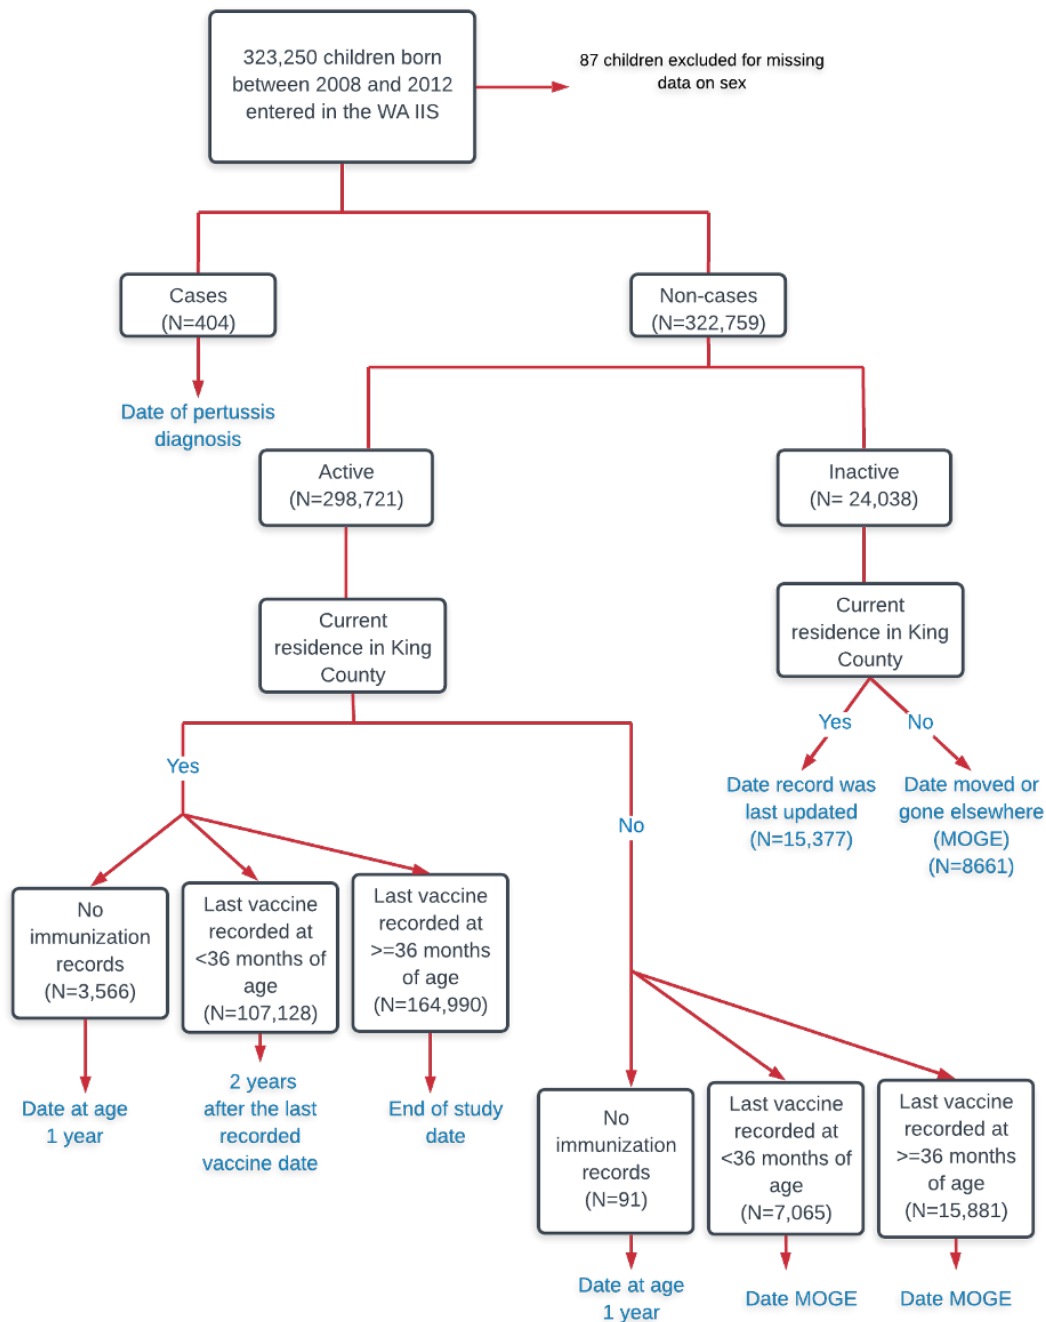 323,250 children born
between 2008 and 2012
entered in the WA IIS
87 children excluded for missing
data on sex
Cases
(N=404)
Non-cases
(N=322,759)
Date of pertussis
diagnosis
Active
(N=298,721)
Inactive
(N= 24,038)
Current
residence in King
County
Current
residence in King
County
Yes
No
Date record was
last updated
(N=15,377)
Date moved or
gone elsewhere
(MOGE)
(N=8661)
Yes
No
No
immunization
records
(N=3,566)
Last vaccine
recorded at
<36 months of
age
(N=107,128)
Last vaccine
recorded at
>=36 months
of age
(N=164,990)
Date at age
1 year
2 years
after the last
recorded
vaccine date
End of study
date
No
immunization
records
(N=91)
Last vaccine
recorded at
<36 months of
age
(N=7,065)
Last vaccine
recorded at
>=36 months
of age
(N=15,881)
Date at age
1 year
Date MOGE
Date MOGE